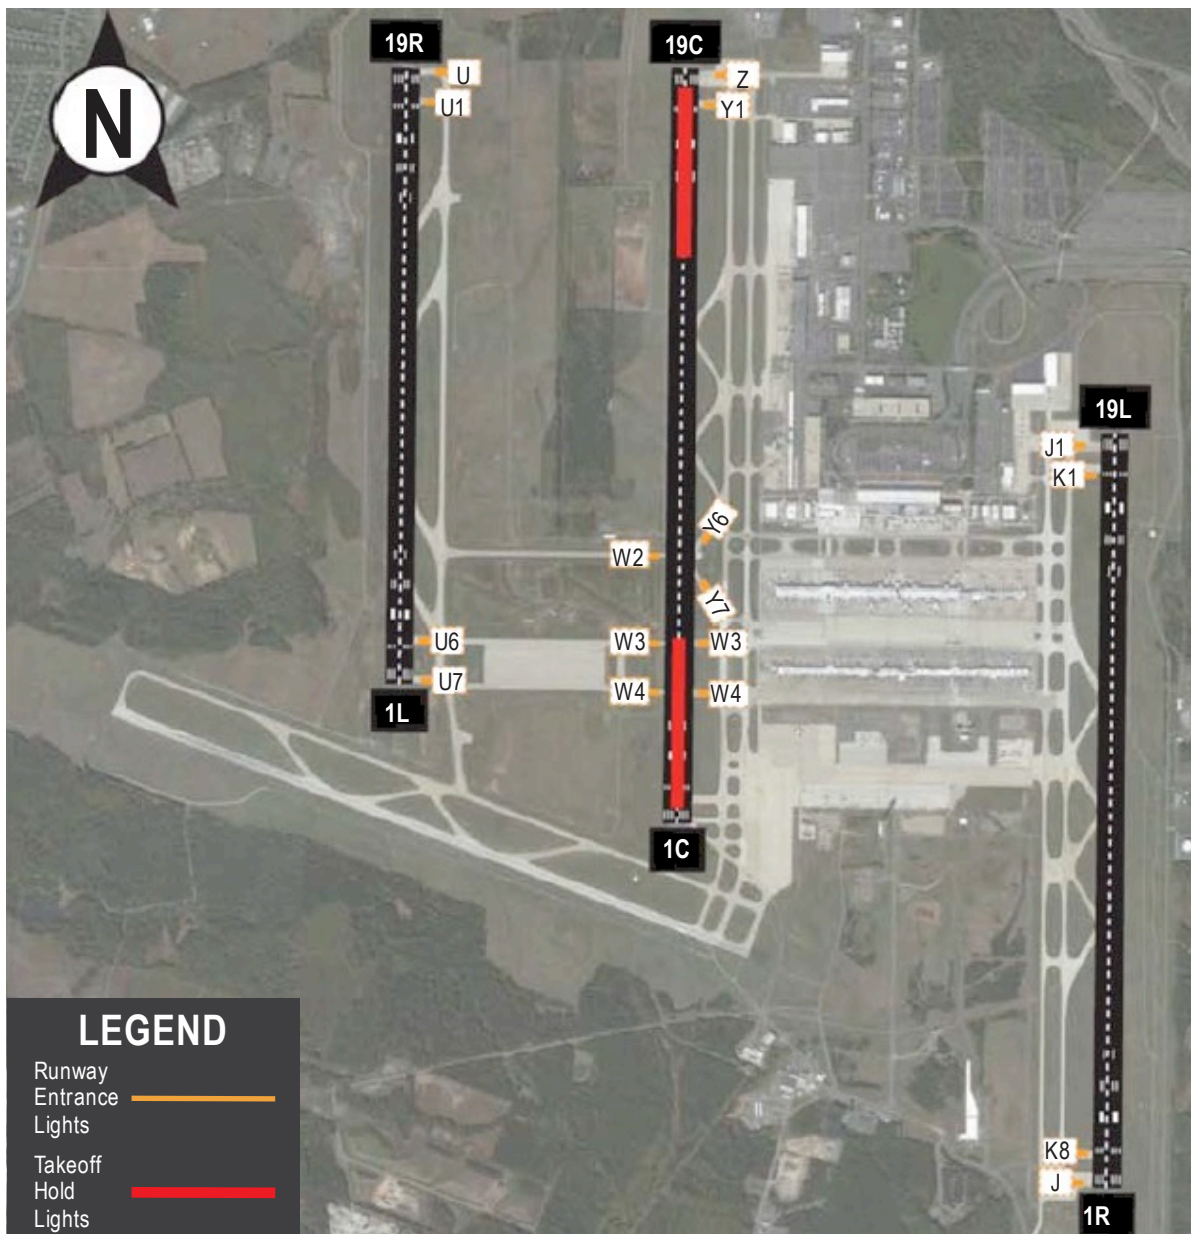 19R
19C
U
Z
N
U1
Y1
19L
J1
K1
Y6
W2
Y7
U6
W3
W3
U7
W4
W4
1L
1C
LEGEND
Runway
Entrance
Lights
Takeoff
Hold
Lights
K8
J
1R